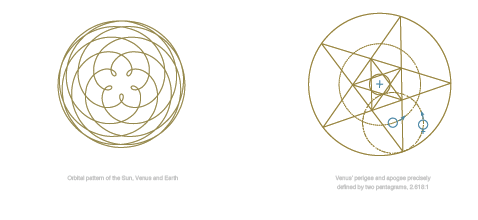 Orbital pattern of the Sun, Venus and Earth
Venus' perigee and apogee precisely
defined by two pentagrams, 2.618:1